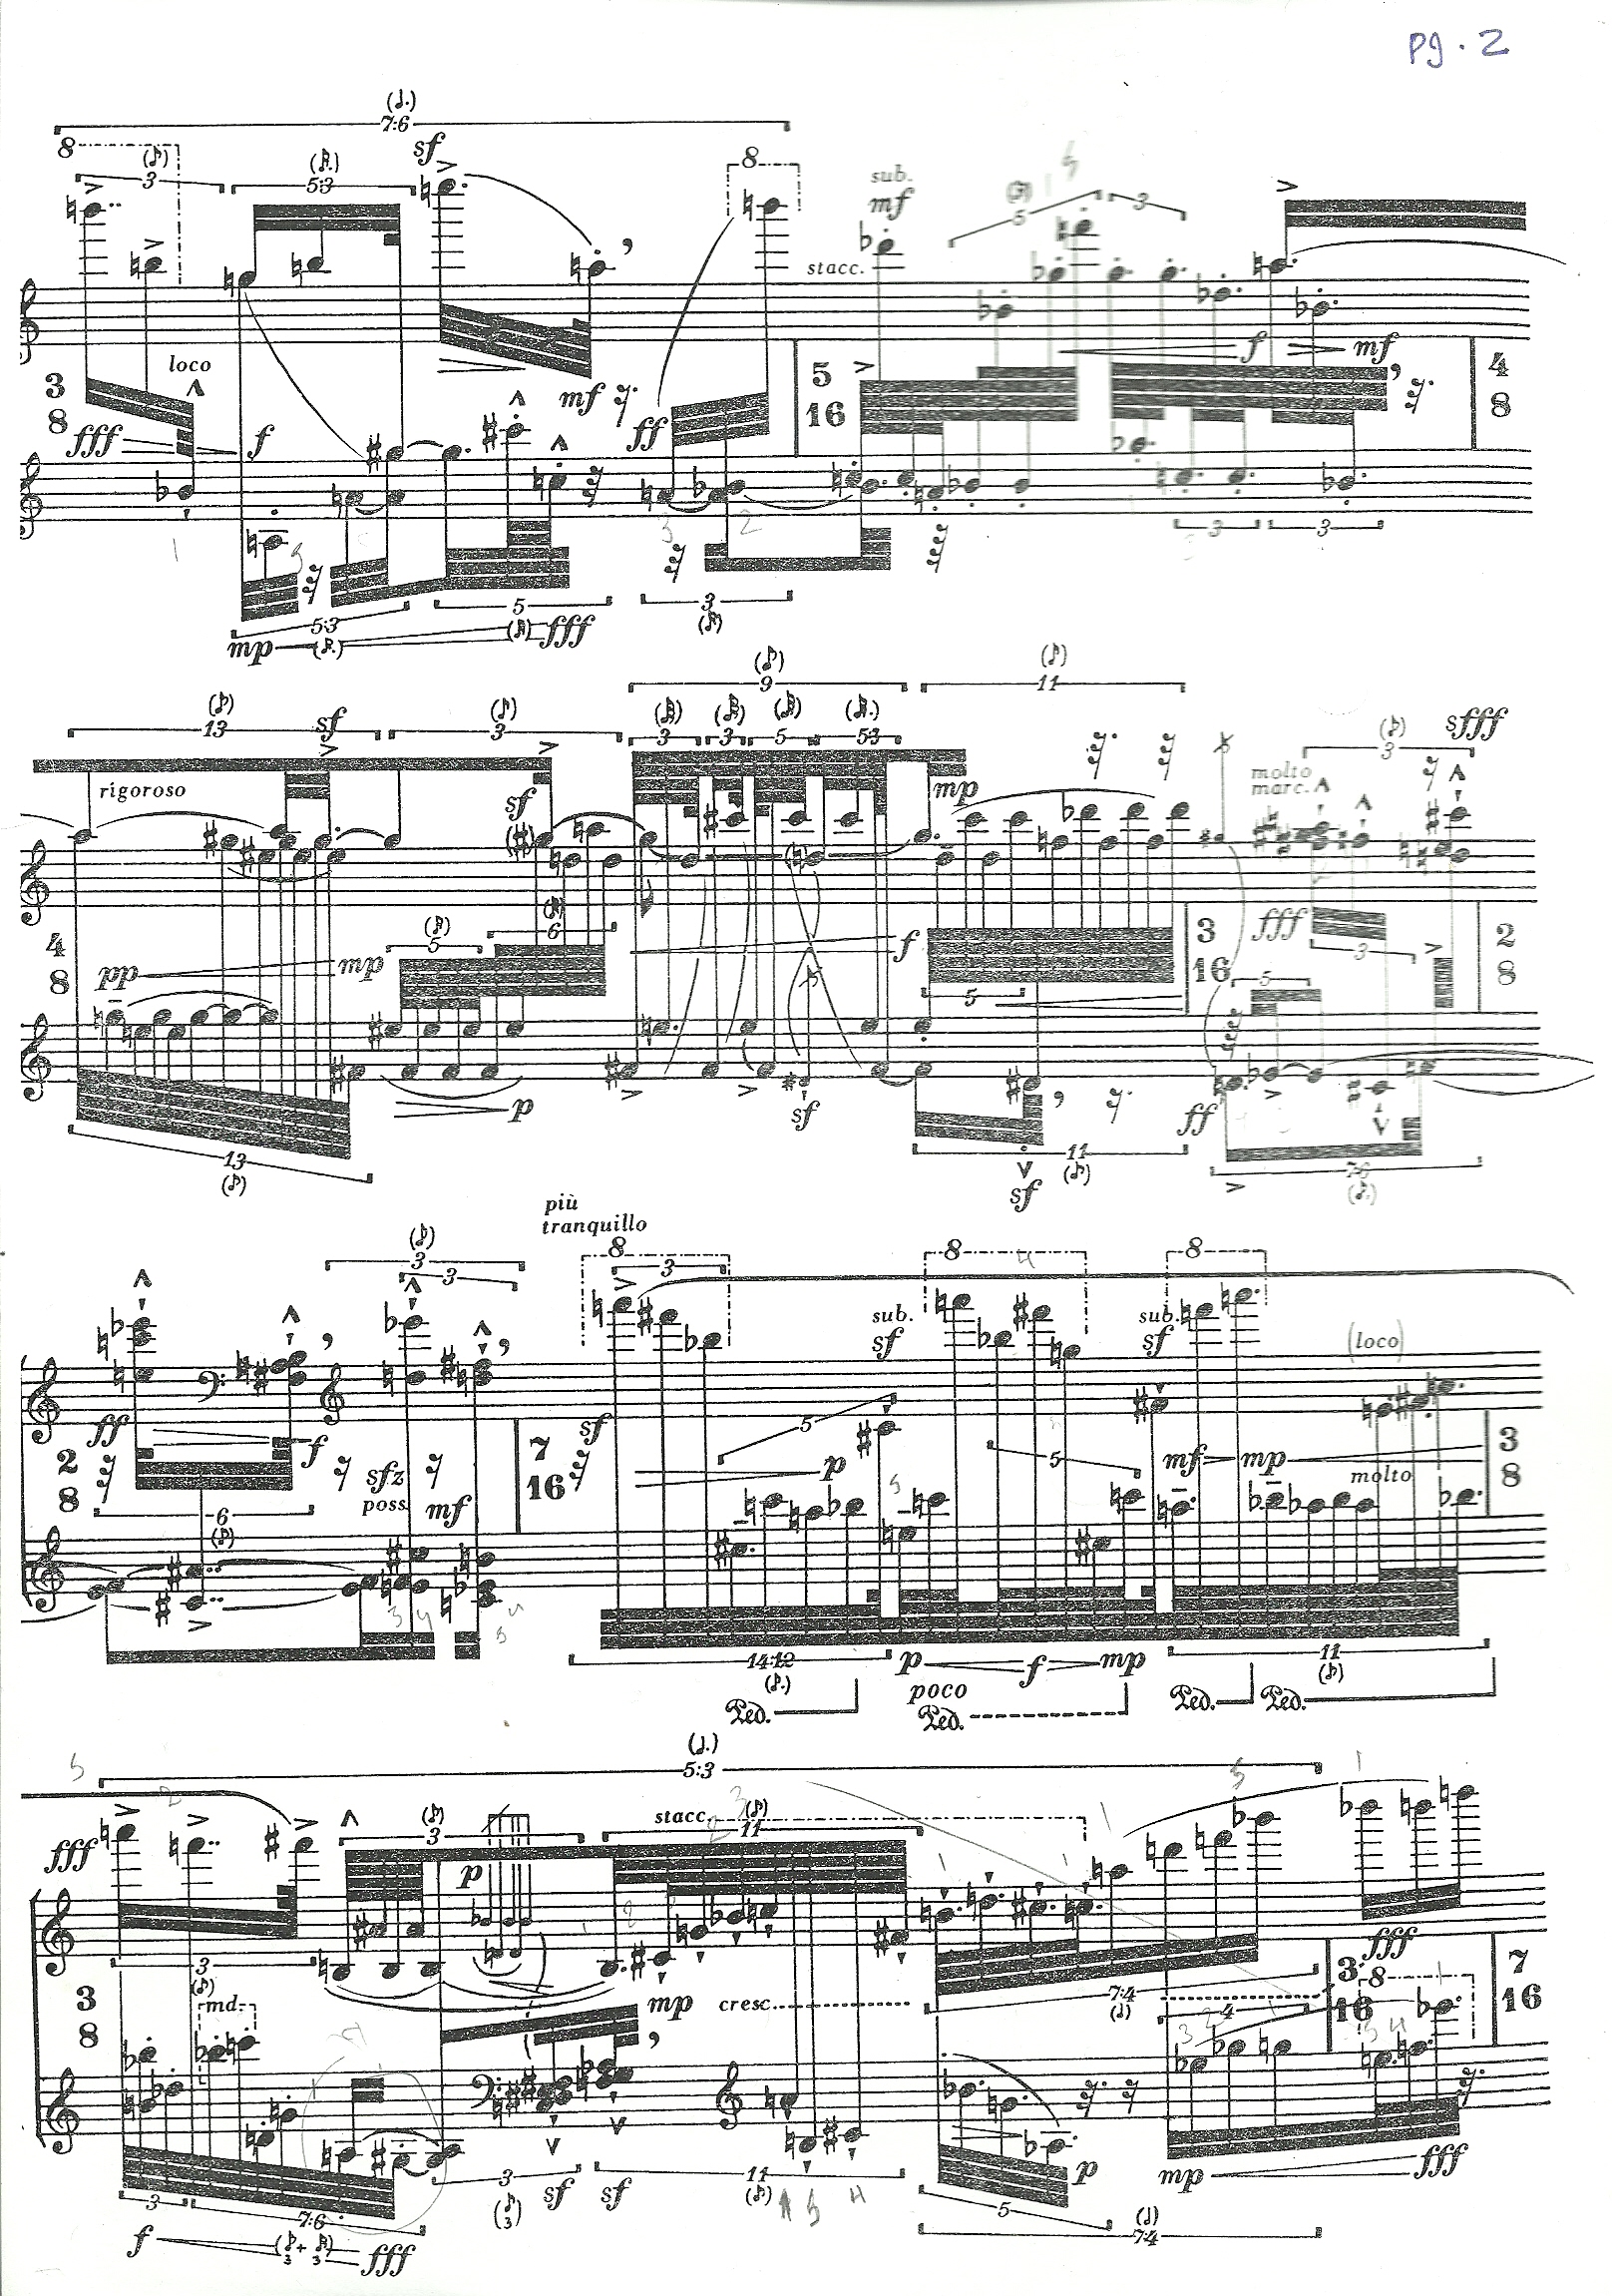 pg. 2
(♩.)
7:6
8 (♪) 3 (♪.) 5:3 sf 8 sub. mf 5 3
stacc.
loco
3 8 fff f mf ff 5 16 f mf 4 8
3 3
5:3 5 3
mp (♪.) (♪) fff (♪)
(♪) (♪)
9 11
(♪) 13 sf (♪) 3 3 3 5 5:3 (♪) 3 sfff
rigoroso sf mp molto marc.
(♪) 5 6 fff 3
4 8 pp mp f 3 16 5 2 8
5
p sf ff
13 (♪) 11 (♪) sf 7:6 (♪.)
più
tranquillo
(♪) 3 3 8 3 8 8
sub. sf sub. sf (loco)
ff f sf 5 5 3 8
2 8 sfz poss. mf 7 16 p mf mp molto
6 (♪)
14:12 (♪.) p f mp 11 (♪)
poco
Ped. Ped. Ped. Ped.
(♩.)
5:3
fff (♪) 3 stacc. (♪) 11
p
3 (♪) fff
3 8 m.d. mp cresc. 7:4 (♩) 4 3 16 8 7 16
3 7:6 3 (♪) sf sf 11 (♪) p mp fff
5
f fff 7:4 (♩)